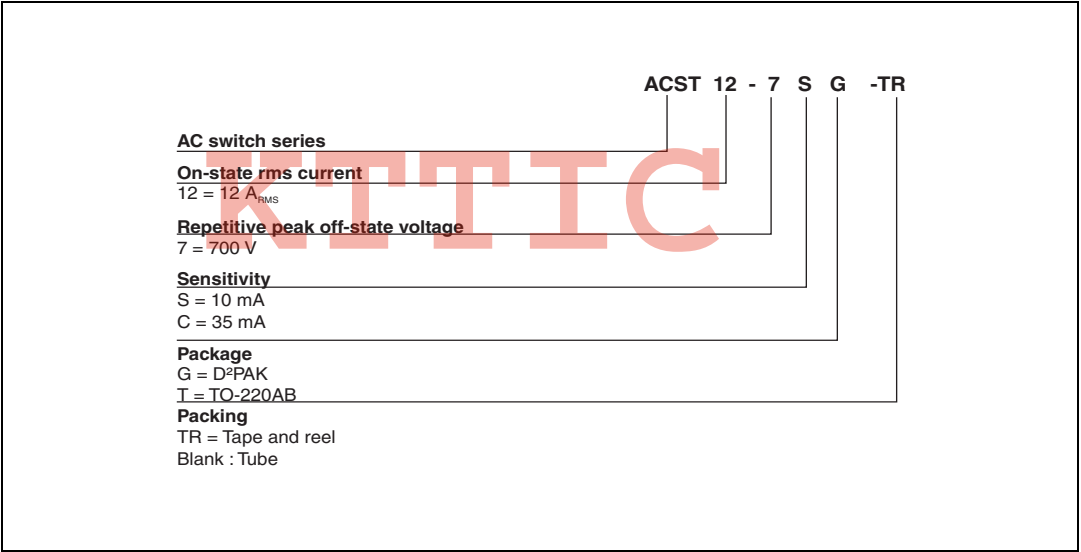 ACST 12 - 7 S G -TR
AC switch series
On-state rms current
12 = 12 ARMS
Repetitive peak off-state voltage
7 = 700 V
Sensitivity
S = 10 mA
C = 35 mA
Package
G = D²PAK
T = TO-220AB
Packing
TR = Tape and reel
Blank : Tube
KTTIC